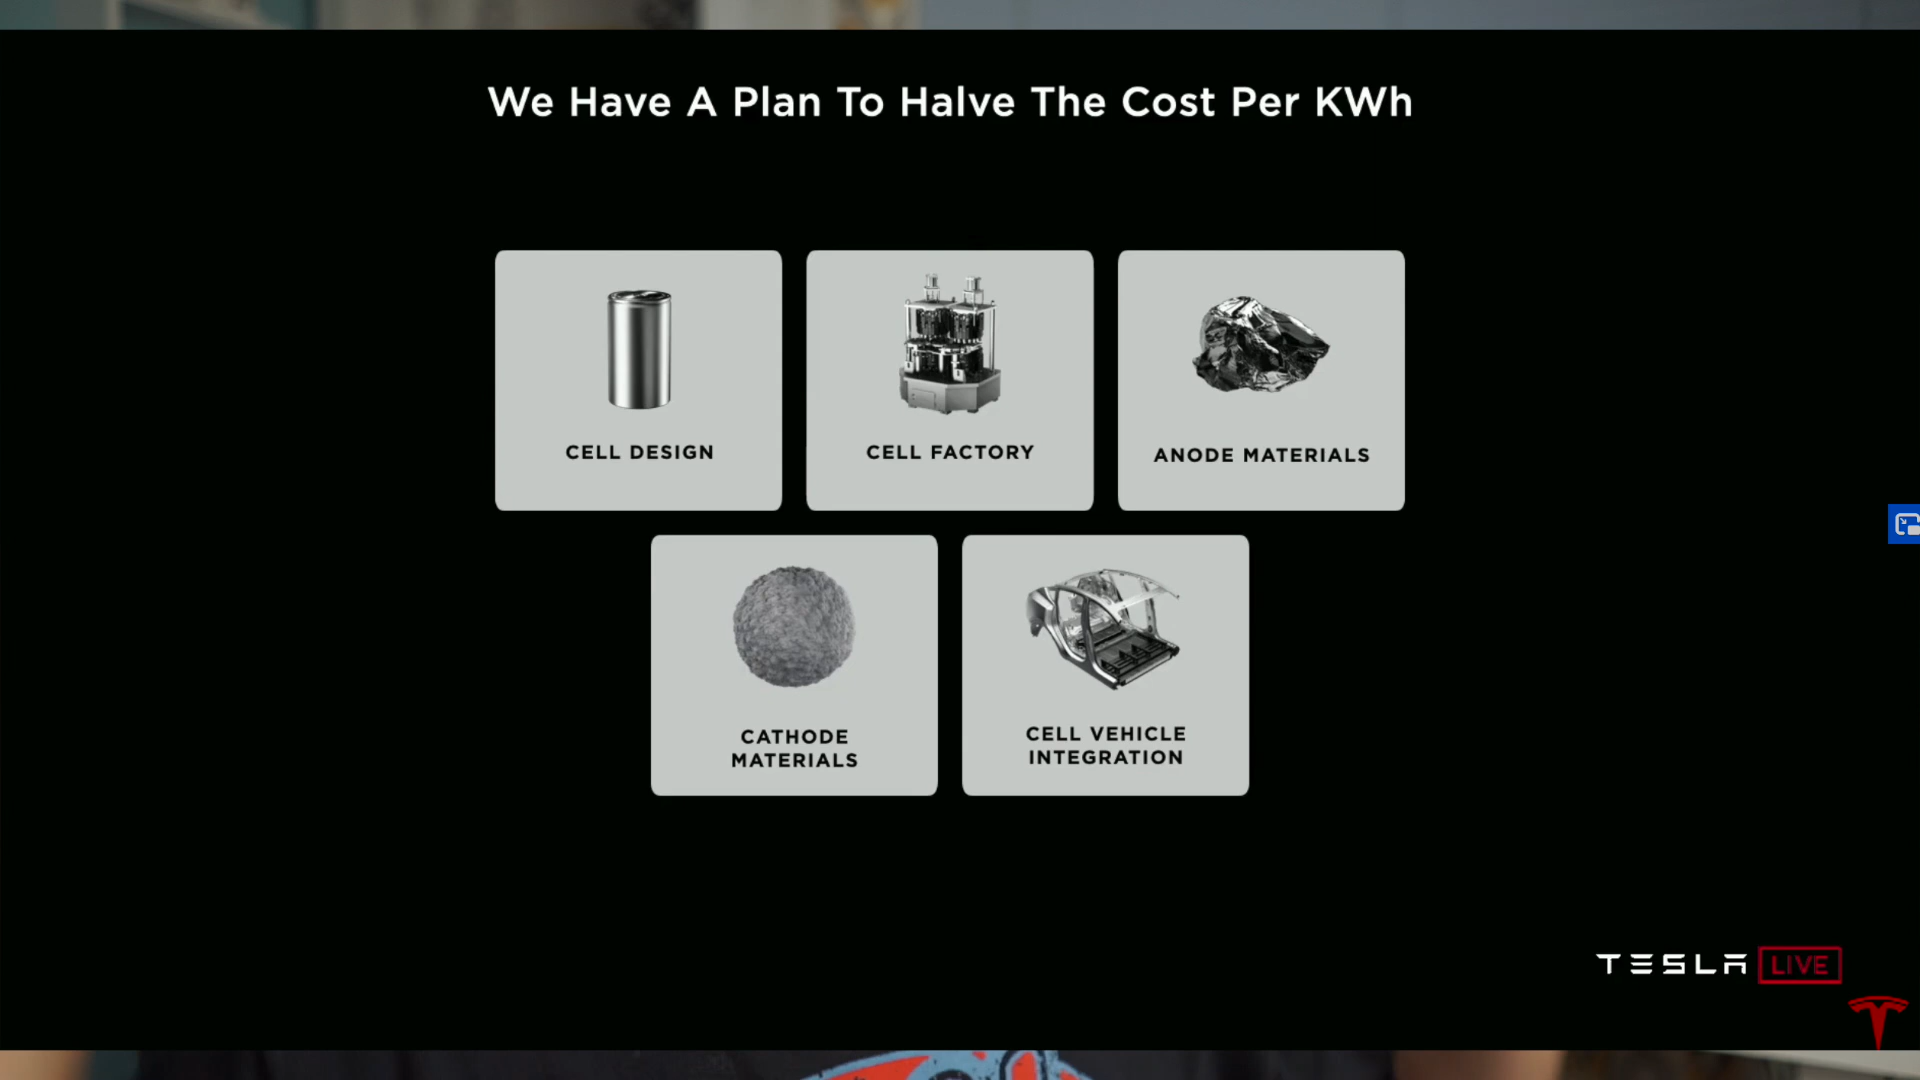 We Have A Plan To Halve The Cost Per KWh
CELL DESIGN
CELL FACTORY
ANODE MATERIALS
CATHODE
MATERIALS
CELL VEHICLE
INTEGRATION
TESLA LIVE